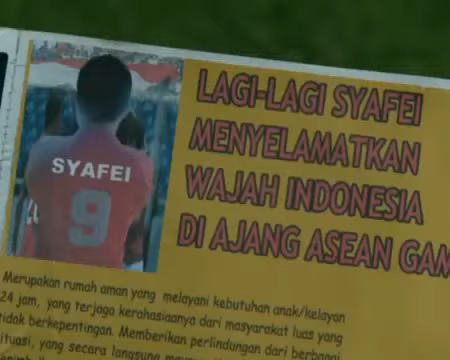 SYAFEI
9
LAGI-LAGI SYAFEI
MENYELAMATKAN
WAJAH INDONESIA
DI AJANG ASEAN GAM
Merupakan rumah aman yang melayani kebutuhan anak/kelayan
24 jam, yang terjaga kerahasiaanya dari masyarakat luas yang
tidak berkepentingan. Memberikan perlindungan dari berbagai
situasi, yang secara langsung